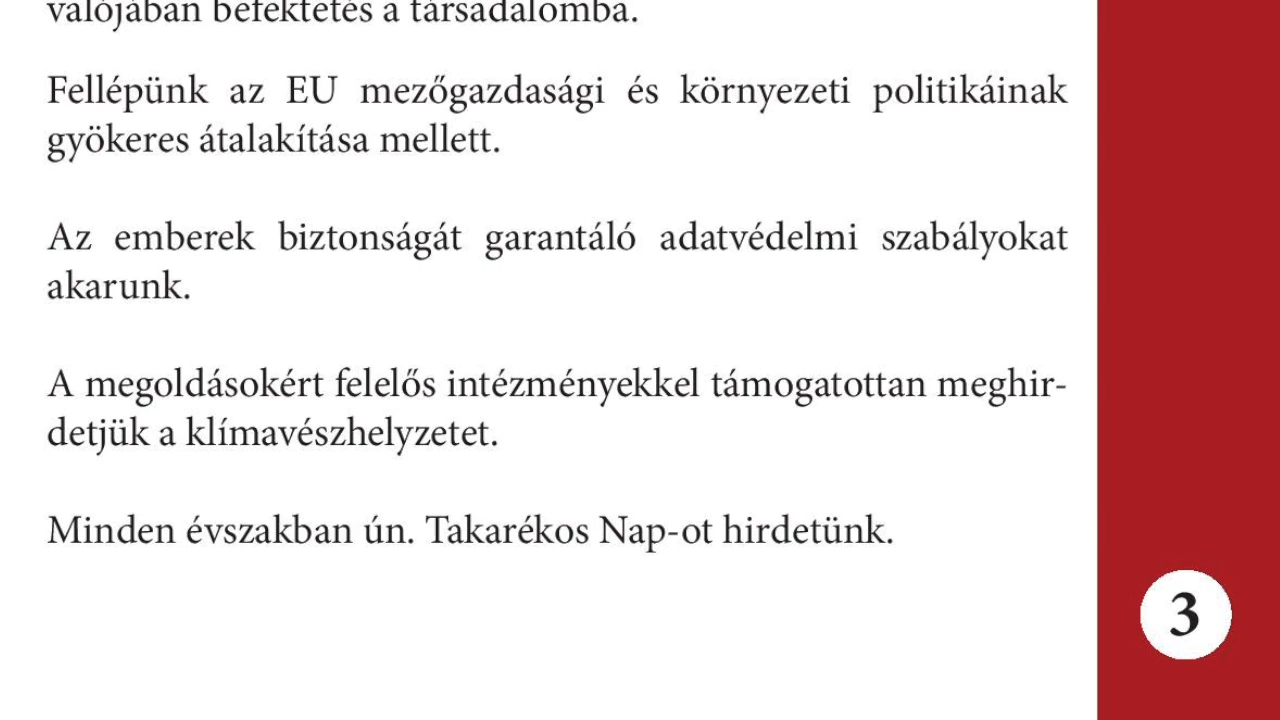 valójában befektetés a társadalomba.
Fellépünk az EU mezőgazdasági és környezeti politikáinak
gyökeres átalakítása mellett.
Az emberek biztonságát garantáló adatvédelmi szabályokat
akarunk.
A megoldásokért felelős intézményekkel támogatottan meghir-
detjük a klímavészhelyzetet.
Minden évszakban ún. Takarékos Nap-ot hirdetünk.
3